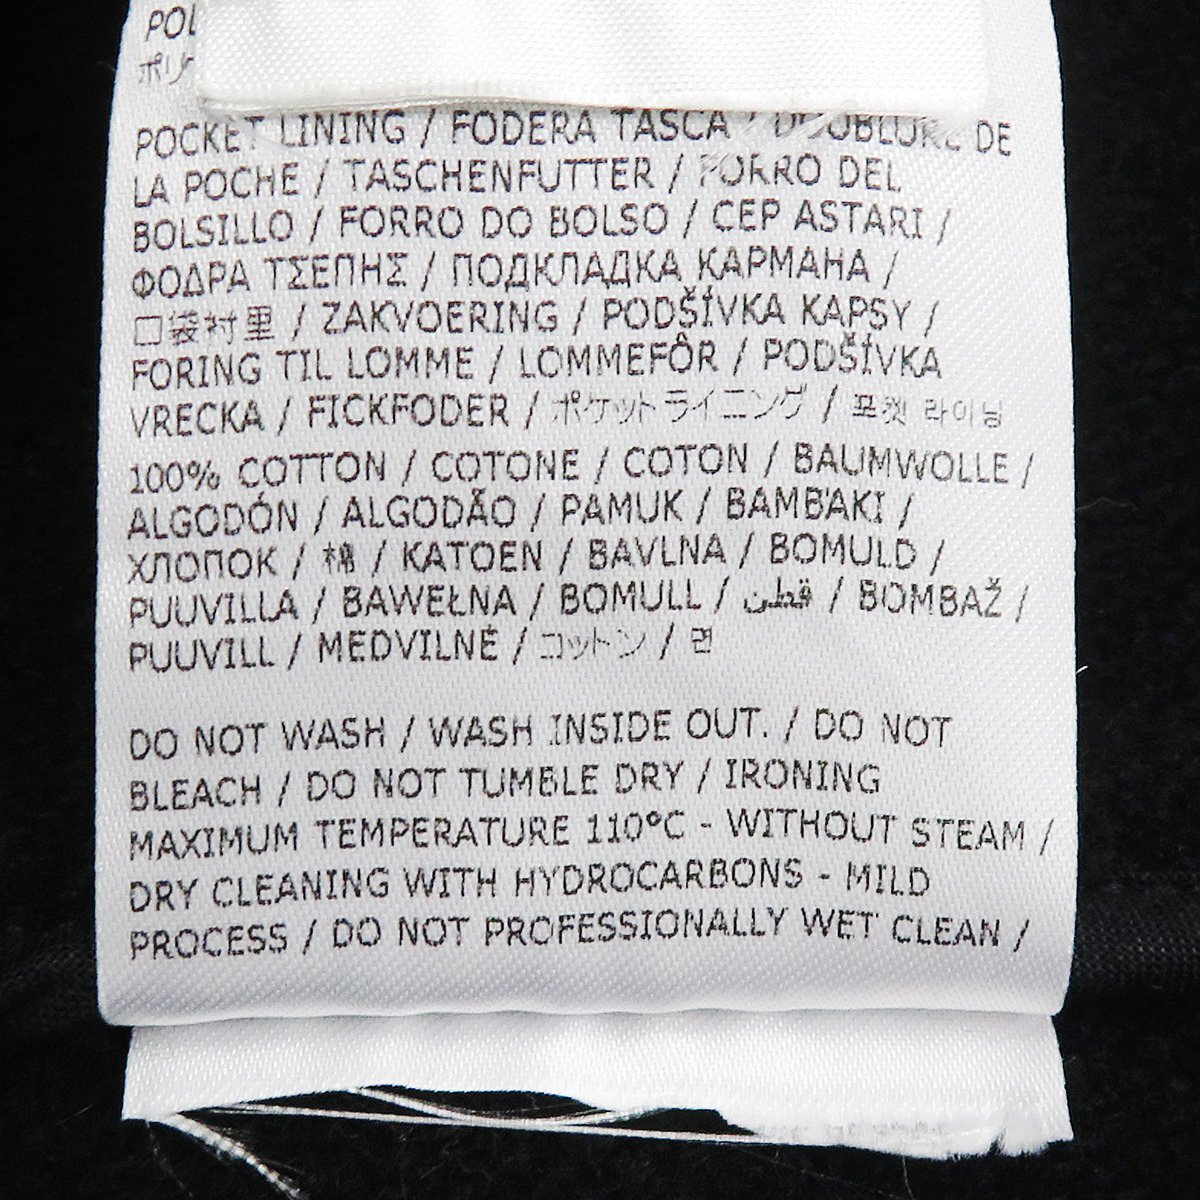 POL
ポリ
POCKET LINING / FODERA TASCA / DOUBLURE DE
LA POCHE / TASCHENFUTTER / FORRO DEL
BOLSILLO / FORRO DO BOLSO / CEP ASTARI /
ΦΟΔΡΑ ΤΣΕΠΗΣ / ПОДКЛАДКА КАРМАНА /
口袋衬里 / ZAKVOERING / PODŠÍVKA KAPSY /
FORING TIL LOMME / LOMMEFÔR / PODŠÍVKA
VRECKA / FICKFODER / ポケットライニング / 포켓 라이닝
100% COTTON / COTONE / COTON / BAUMWOLLE /
ALGODÓN / ALGODÃO / PAMUK / ΒΑΜΒΆΚΙ /
ХЛОПОК / 棉 / KATOEN / BAVLNA / BOMULD /
PUUVILLA / BAWEŁNA / BOMULL / قطن / BOMBAŽ /
PUUVILL / MEDVILNĖ / コットン / 면
DO NOT WASH / WASH INSIDE OUT. / DO NOT
BLEACH / DO NOT TUMBLE DRY / IRONING
MAXIMUM TEMPERATURE 110°C - WITHOUT STEAM /
DRY CLEANING WITH HYDROCARBONS - MILD
PROCESS / DO NOT PROFESSIONALLY WET CLEAN /